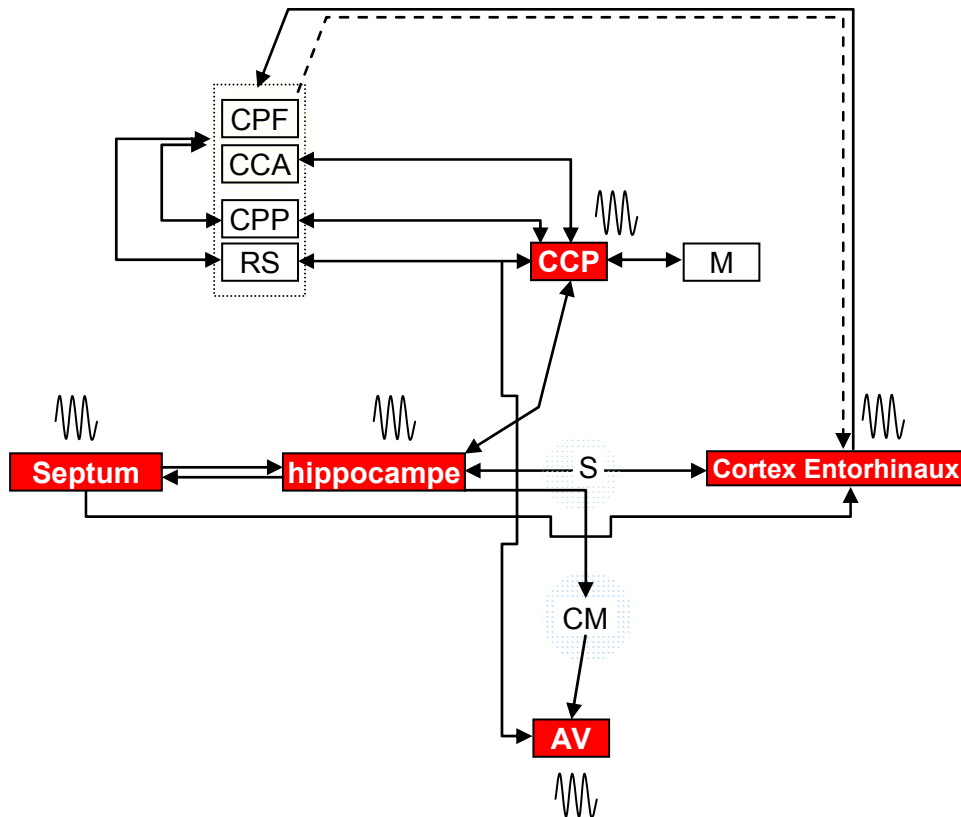 CPF
CCA
CPP
RS
CCP
M
Septum
hippocampe
S
Cortex Entorhinaux
CM
AV